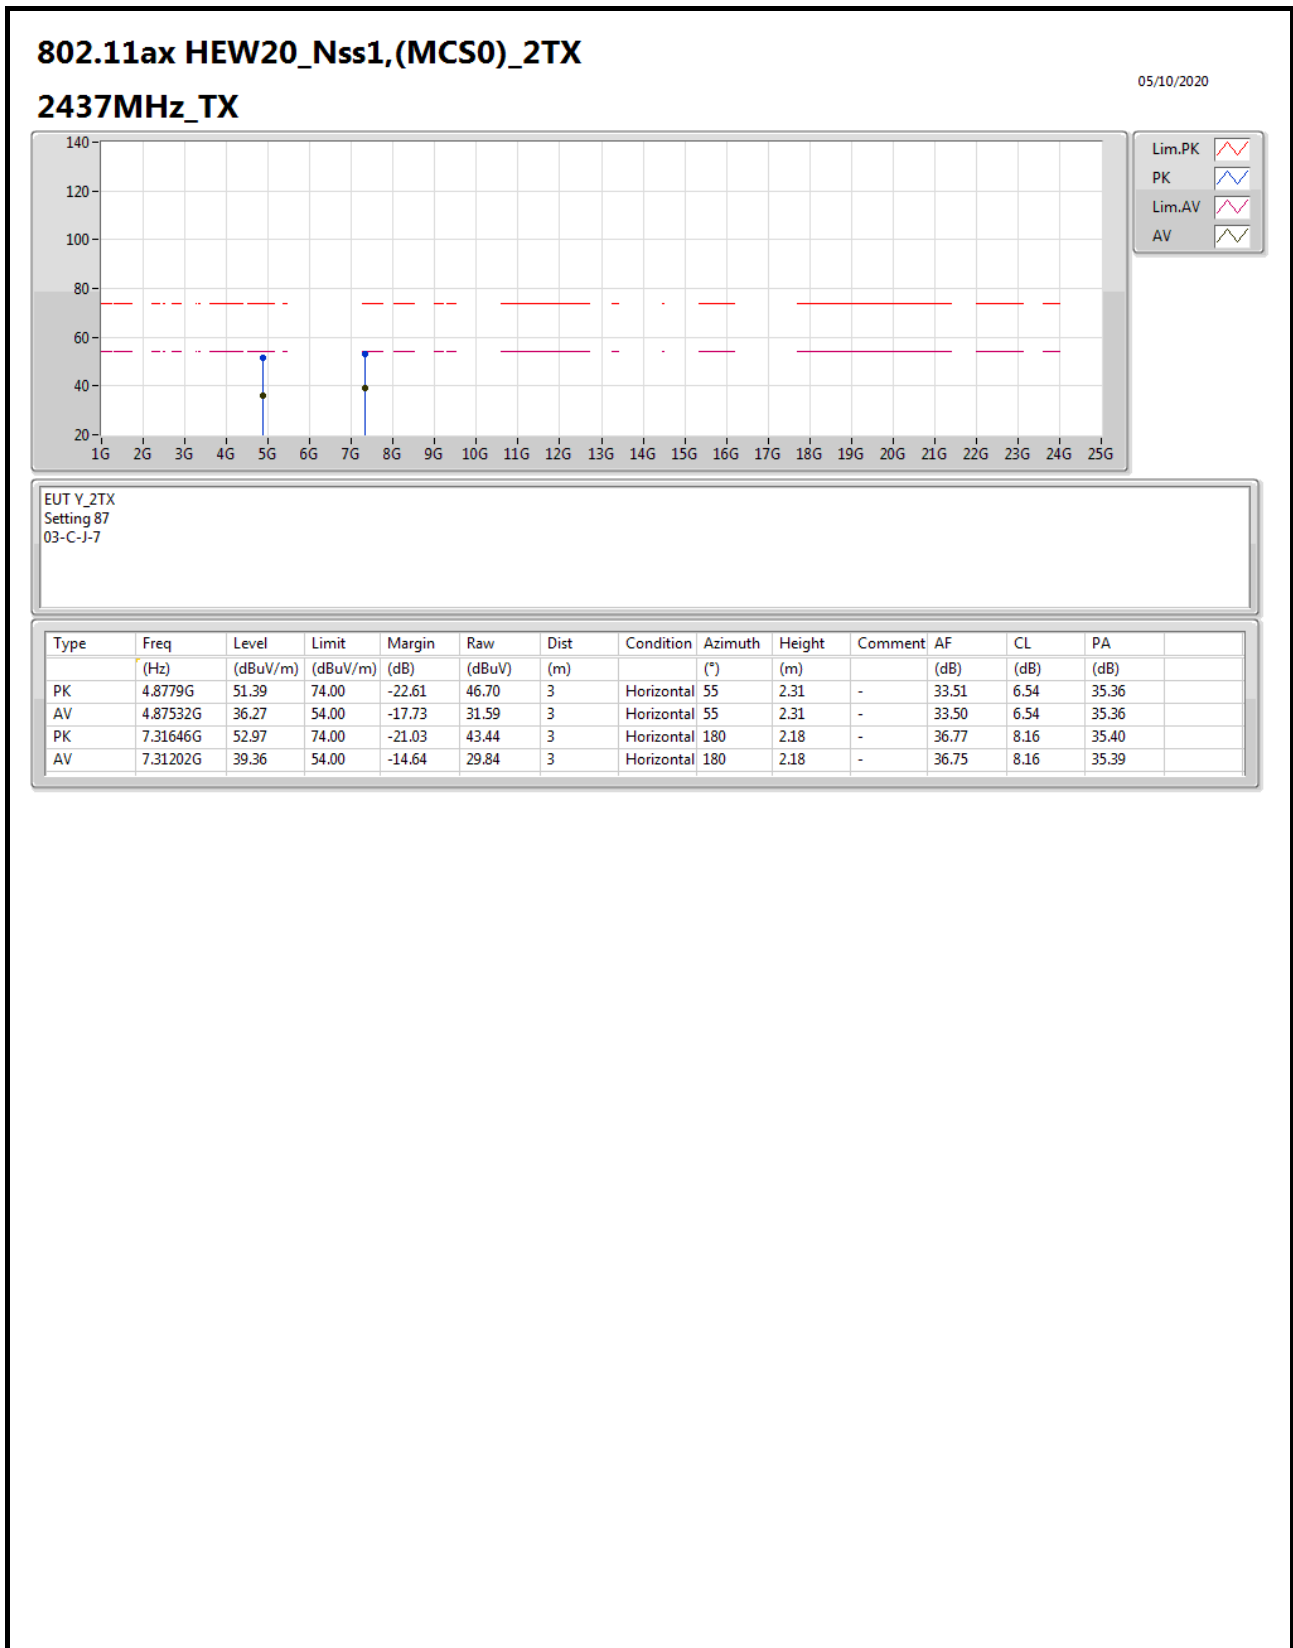 802.11ax HEW20_Nss1,(MCS0)_2TX
05/10/2020
2437MHz_TX
140
120
100
80
60
40
20
1G 2G 3G 4G 5G 6G 7G 8G 9G 10G 11G 12G 13G 14G 15G 16G 17G 18G 19G 20G 21G 22G 23G 24G 25G
Lim.PK
PK
Lim.AV
AV
EUT Y_2TX
Setting 87
03-C-J-7
Type Freq Level Limit Margin Raw Dist Condition Azimuth Height Comment AF CL PA
(Hz) (dBuV/m) (dBuV/m) (dB) (dBuV) (m) (°) (m) (dB) (dB) (dB)
PK 4.8779G 51.39 74.00 -22.61 46.70 3 Horizontal 55 2.31 - 33.51 6.54 35.36
AV 4.87532G 36.27 54.00 -17.73 31.59 3 Horizontal 55 2.31 - 33.50 6.54 35.36
PK 7.31646G 52.97 74.00 -21.03 43.44 3 Horizontal 180 2.18 - 36.77 8.16 35.40
AV 7.31202G 39.36 54.00 -14.64 29.84 3 Horizontal 180 2.18 - 36.75 8.16 35.39